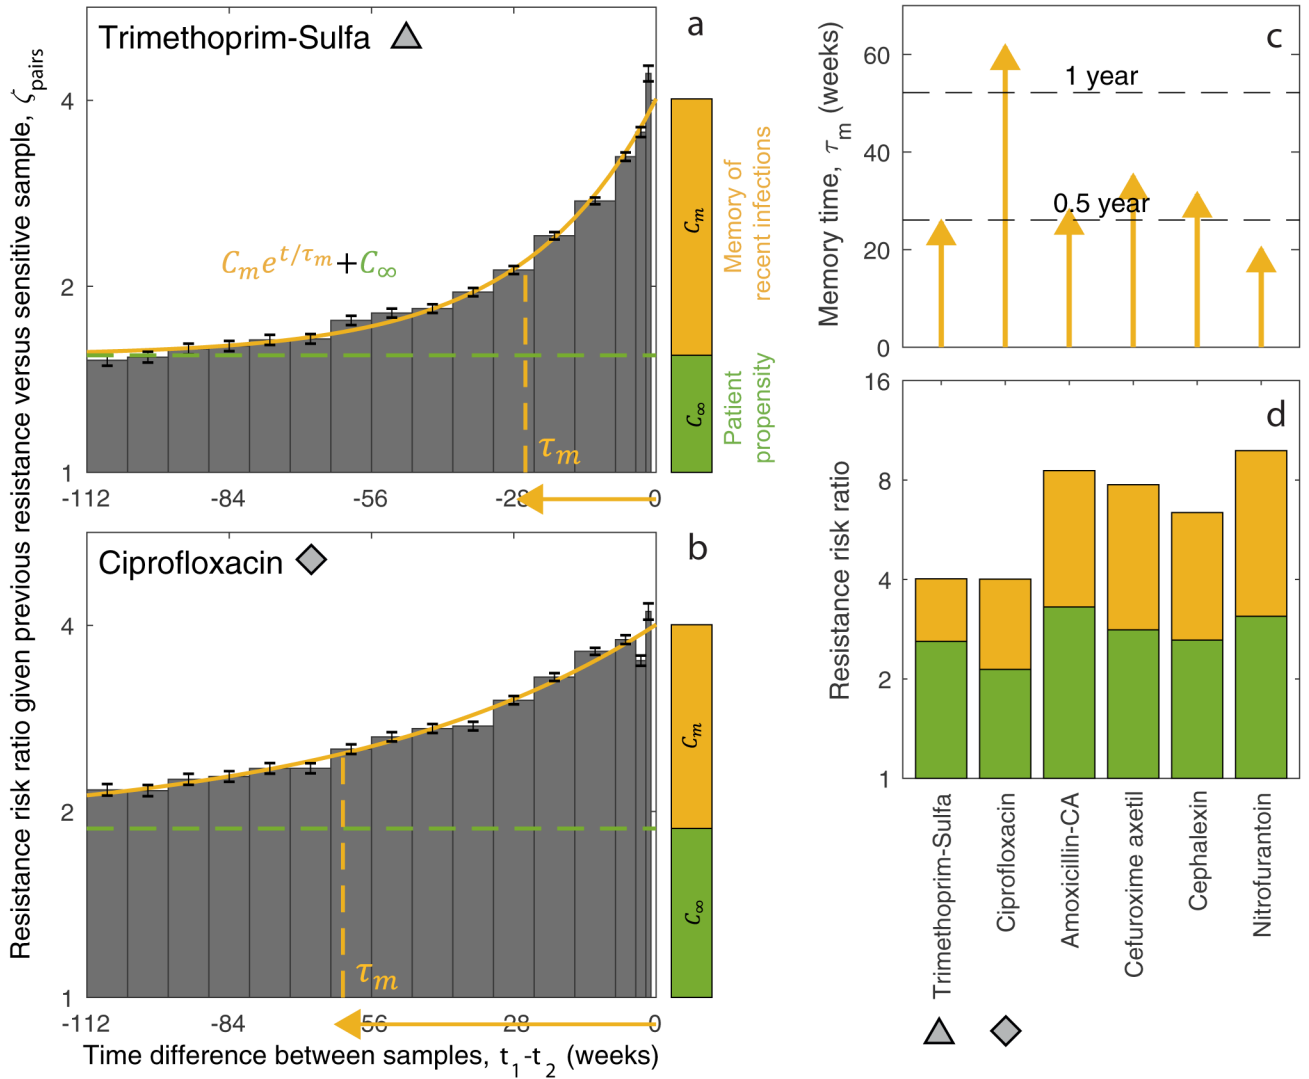 Resistance risk ratio given previous resistance versus sensitive sample, ζpairs
Trimethoprim-Sulfa
a
4
2
1
Cₘe^{t/τₘ}+C∞
τₘ
-112
-84
-56
-28
0
Cₘ
C∞
Memory of
recent infections
Patient
propensity
Ciprofloxacin
b
4
2
1
τₘ
-112
-84
56
28
0
Cₘ
C∞
Time difference between samples, t₁-t₂ (weeks)
c
Memory time, τₘ (weeks)
60
40
20
0
1 year
0.5 year
d
Resistance risk ratio
16
8
4
2
1
Trimethoprim-Sulfa
Ciprofloxacin
Amoxicillin-CA
Cefuroxime axetil
Cephalexin
Nitrofurantoin